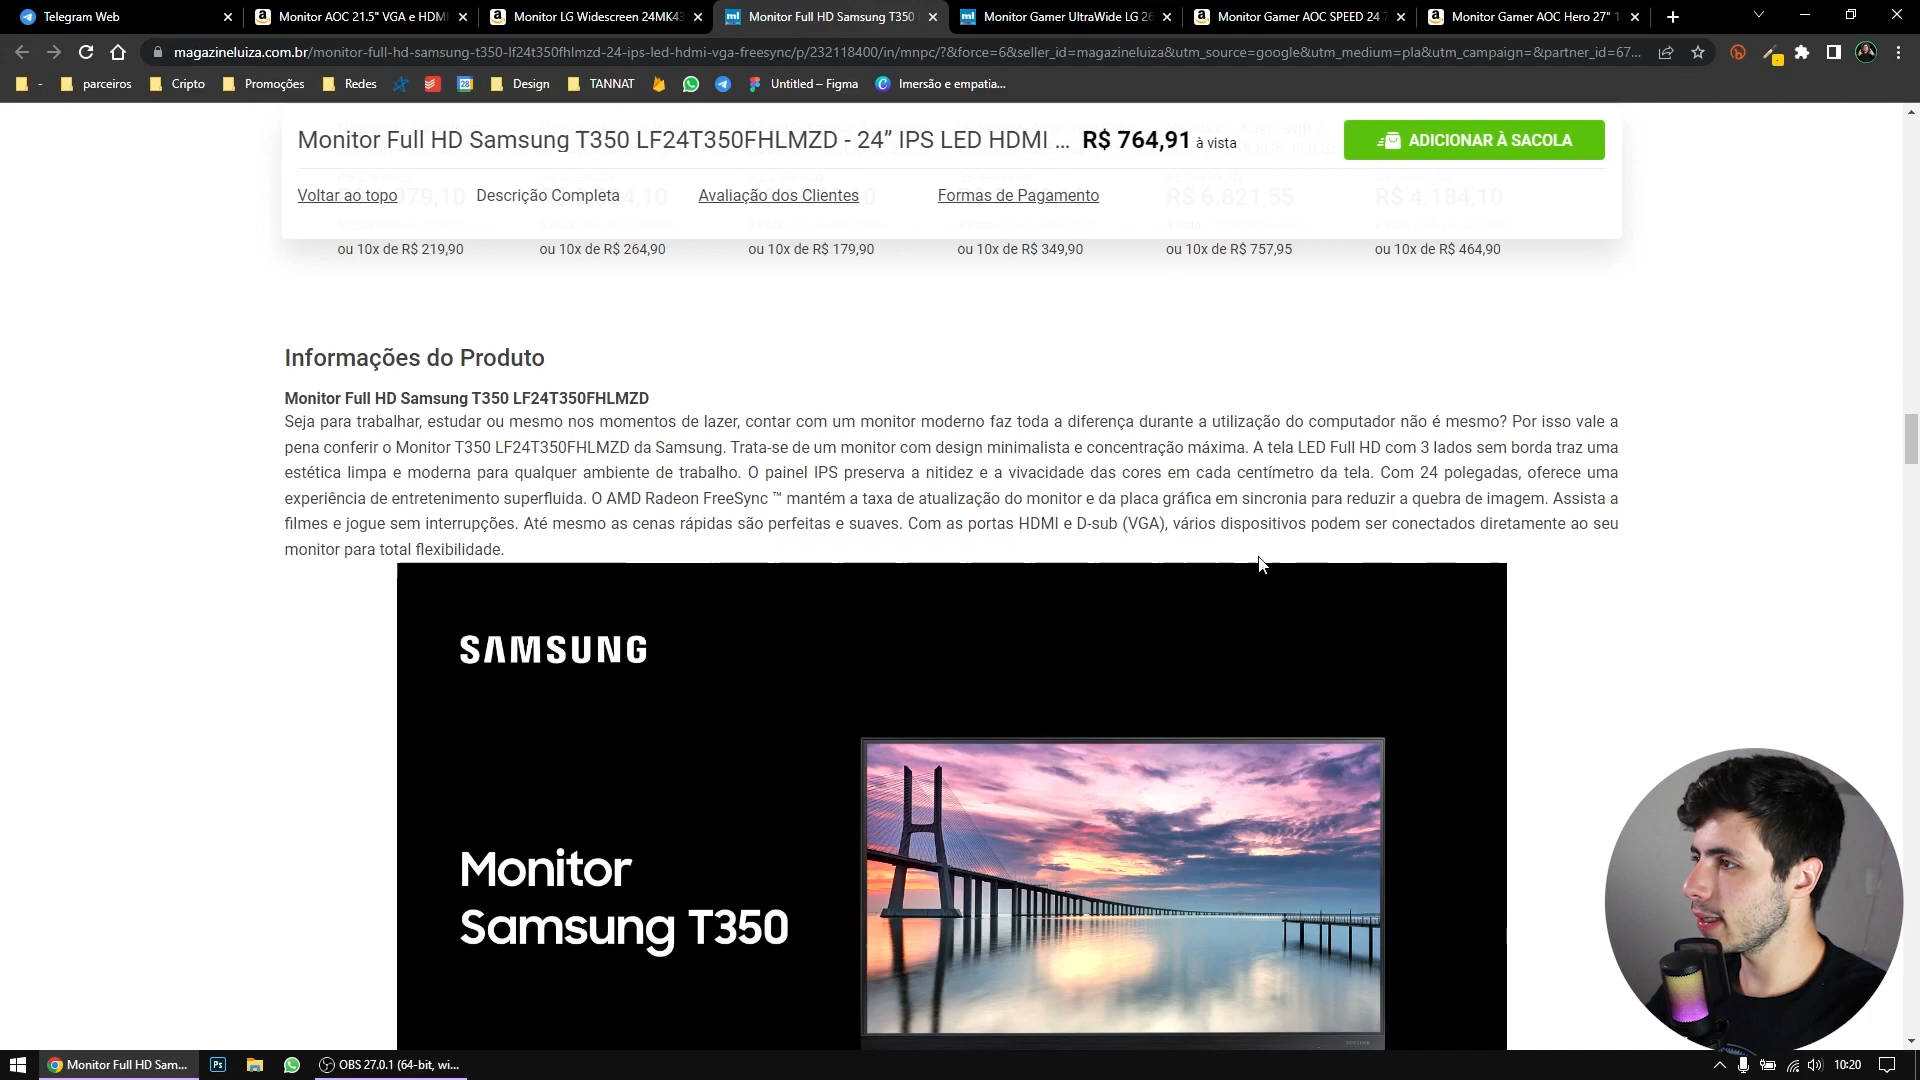 Telegram Web
Monitor AOC 21.5" VGA e HDMI
Monitor LG Widescreen 24MK43
Monitor Full HD Samsung T350
Monitor Gamer UltraWide LG 26
Monitor Gamer AOC SPEED 24
Monitor Gamer AOC Hero 27"
magazineluiza.com.br/monitor-full-hd-samsung-t350-lf24t350fhlmzd-24-ips-led-hdmi-vga-freesync/p/232118400/in/mnpc/?&force=6&seller_id=magazineluiza&utm_source=google&utm_medium=pla&utm_campaign=&partner_id=67...
-
parceiros
Cripto
Promoções
Redes
28
Design
TANNAT
Untitled – Figma
Imersão e empatia...
Monitor Full HD Samsung T350 LF24T350FHLMZD - 24” IPS LED HDMI ... R$ 764,91 à vista
ADICIONAR À SACOLA
Voltar ao topo
Descrição Completa
Avaliação dos Clientes
Formas de Pagamento
R$ 6.821,55
R$ 4.184,10
ou 10x de R$ 219,90
ou 10x de R$ 264,90
ou 10x de R$ 179,90
ou 10x de R$ 349,90
ou 10x de R$ 757,95
ou 10x de R$ 464,90
Informações do Produto
Monitor Full HD Samsung T350 LF24T350FHLMZD
Seja para trabalhar, estudar ou mesmo nos momentos de lazer, contar com um monitor moderno faz toda a diferença durante a utilização do computador não é mesmo? Por isso vale a
pena conferir o Monitor T350 LF24T350FHLMZD da Samsung. Trata-se de um monitor com design minimalista e concentração máxima. A tela LED Full HD com 3 lados sem borda traz uma
estética limpa e moderna para qualquer ambiente de trabalho. O painel IPS preserva a nitidez e a vivacidade das cores em cada centímetro da tela. Com 24 polegadas, oferece uma
experiência de entretenimento superfluida. O AMD Radeon FreeSync ™ mantém a taxa de atualização do monitor e da placa gráfica em sincronia para reduzir a quebra de imagem. Assista a
filmes e jogue sem interrupções. Até mesmo as cenas rápidas são perfeitas e suaves. Com as portas HDMI e D-sub (VGA), vários dispositivos podem ser conectados diretamente ao seu
monitor para total flexibilidade.
SAMSUNG
Monitor
Samsung T350
Monitor Full HD Sam...
Ps
OBS 27.0.1 (64-bit, wi...
10:20